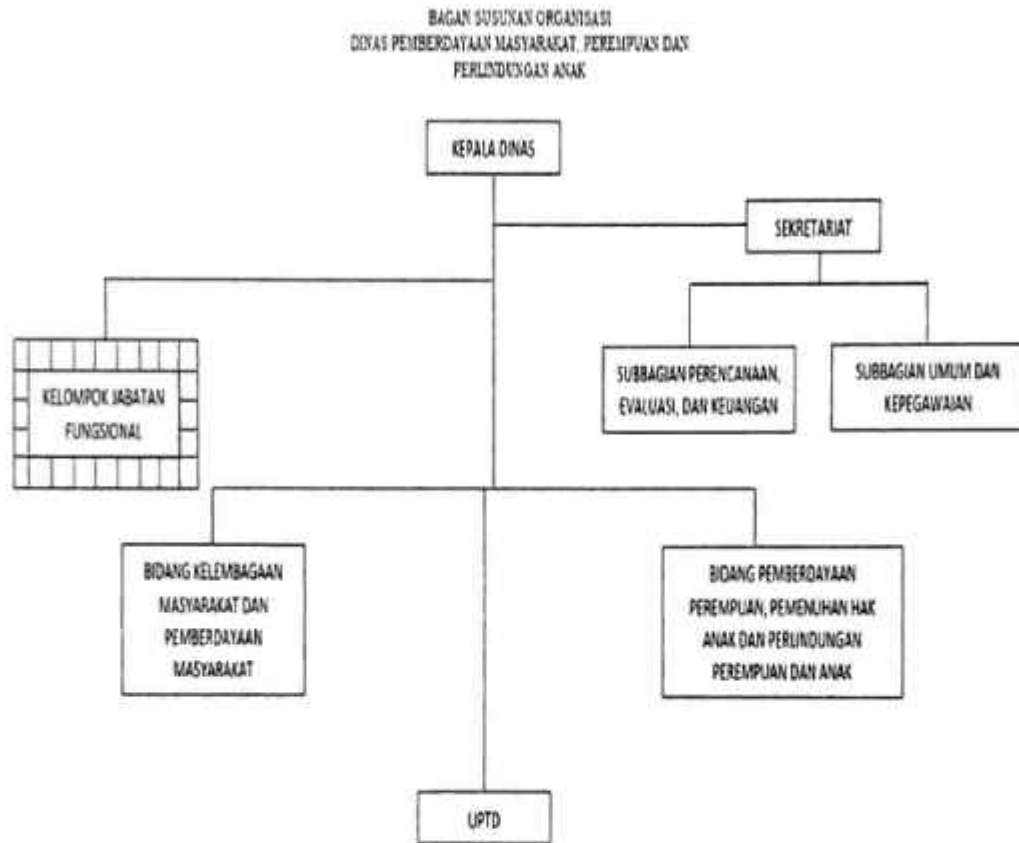 BAGAN SUSUNAN ORGANISASI
DINAS PEMBERDAYAAN MASYARAKAT, PEREMPUAN DAN
PERLINDUNGAN ANAK
KEPALA DINAS
SEKRETARIAT
SUBBAGIAN PERENCANAAN,
EVALUASI, DAN KEUANGAN
SUBBAGIAN UMUM DAN
KEPEGAWAIAN
KELOMPOK JABATAN
FUNGSIONAL
BIDANG KELEMBAGAAN
MASYARAKAT DAN
PEMBERDAYAAN
MASYARAKAT
BIDANG PEMBERDAYAAN
PEREMPUAN, PEMENUHAN HAK
ANAK DAN PERLINDUNGAN
PEREMPUAN DAN ANAK
UPTD